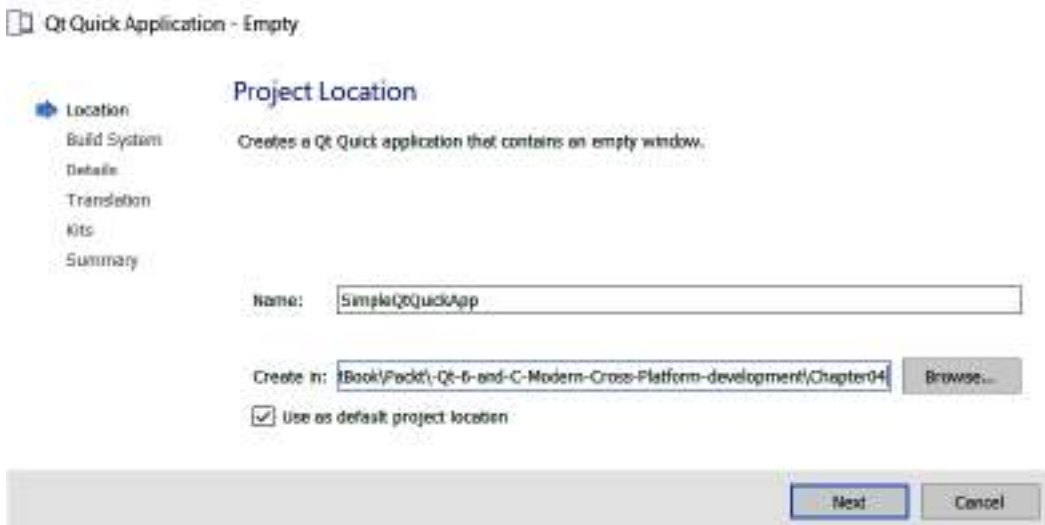 Qt Quick Application - Empty
Location
Build System
Details
Translation
Kits
Summary
Project Location
Creates a Qt Quick application that contains an empty window.
Name: SimpleQtQuickApp
Create in: tBook\Packt\-Qt-6-and-C-Modern-Cross-Platform-development\Chapter04 Browse...
Use as default project location
Next Cancel